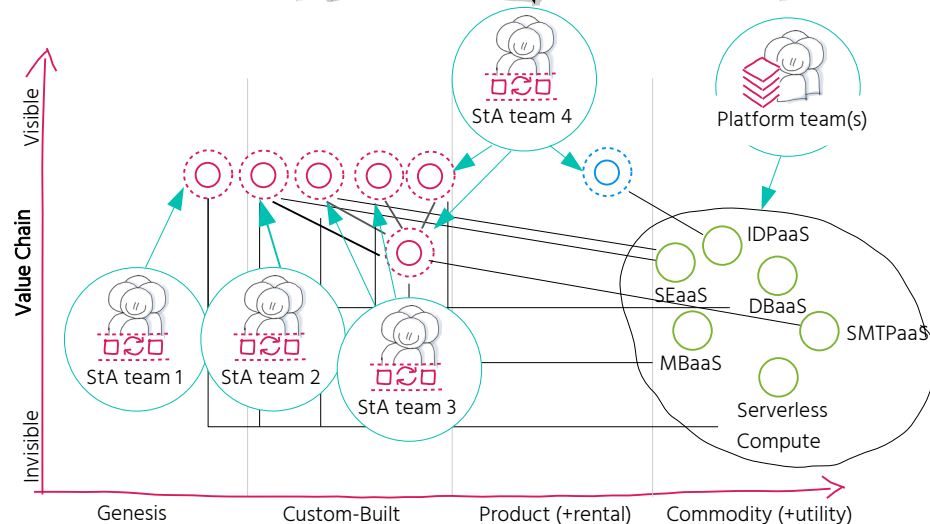 Visible
Value Chain
Invisible
StA team 4
Platform team(s)
StA team 1
StA team 2
StA team 3
IDPaaS
SEaaS
DBaaS
SMTPaaS
MBaaS
Serverless
Compute
Genesis
Custom-Built
Product (+rental)
Commodity (+utility)